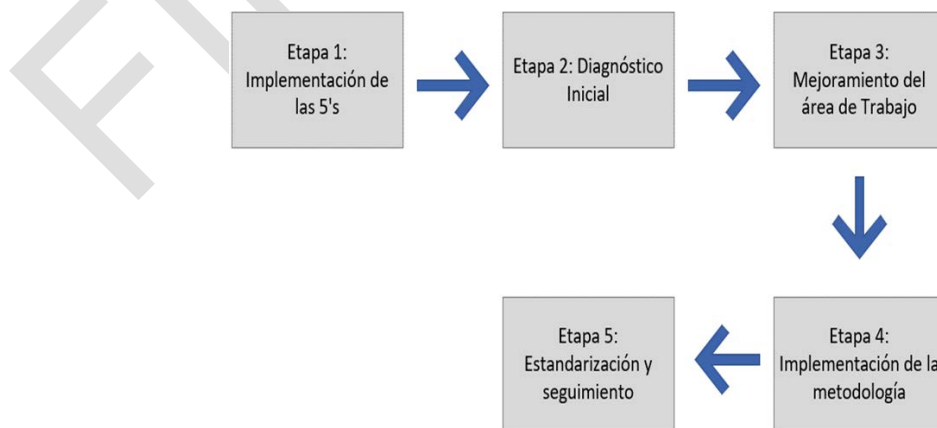 Etapa 1:
Implementación de
las 5's
Etapa 2: Diagnóstico
Inicial
Etapa 3:
Mejoramiento del
área de Trabajo
Etapa 4:
Implementación de la
metodología
Etapa 5:
Estandarización y
seguimiento